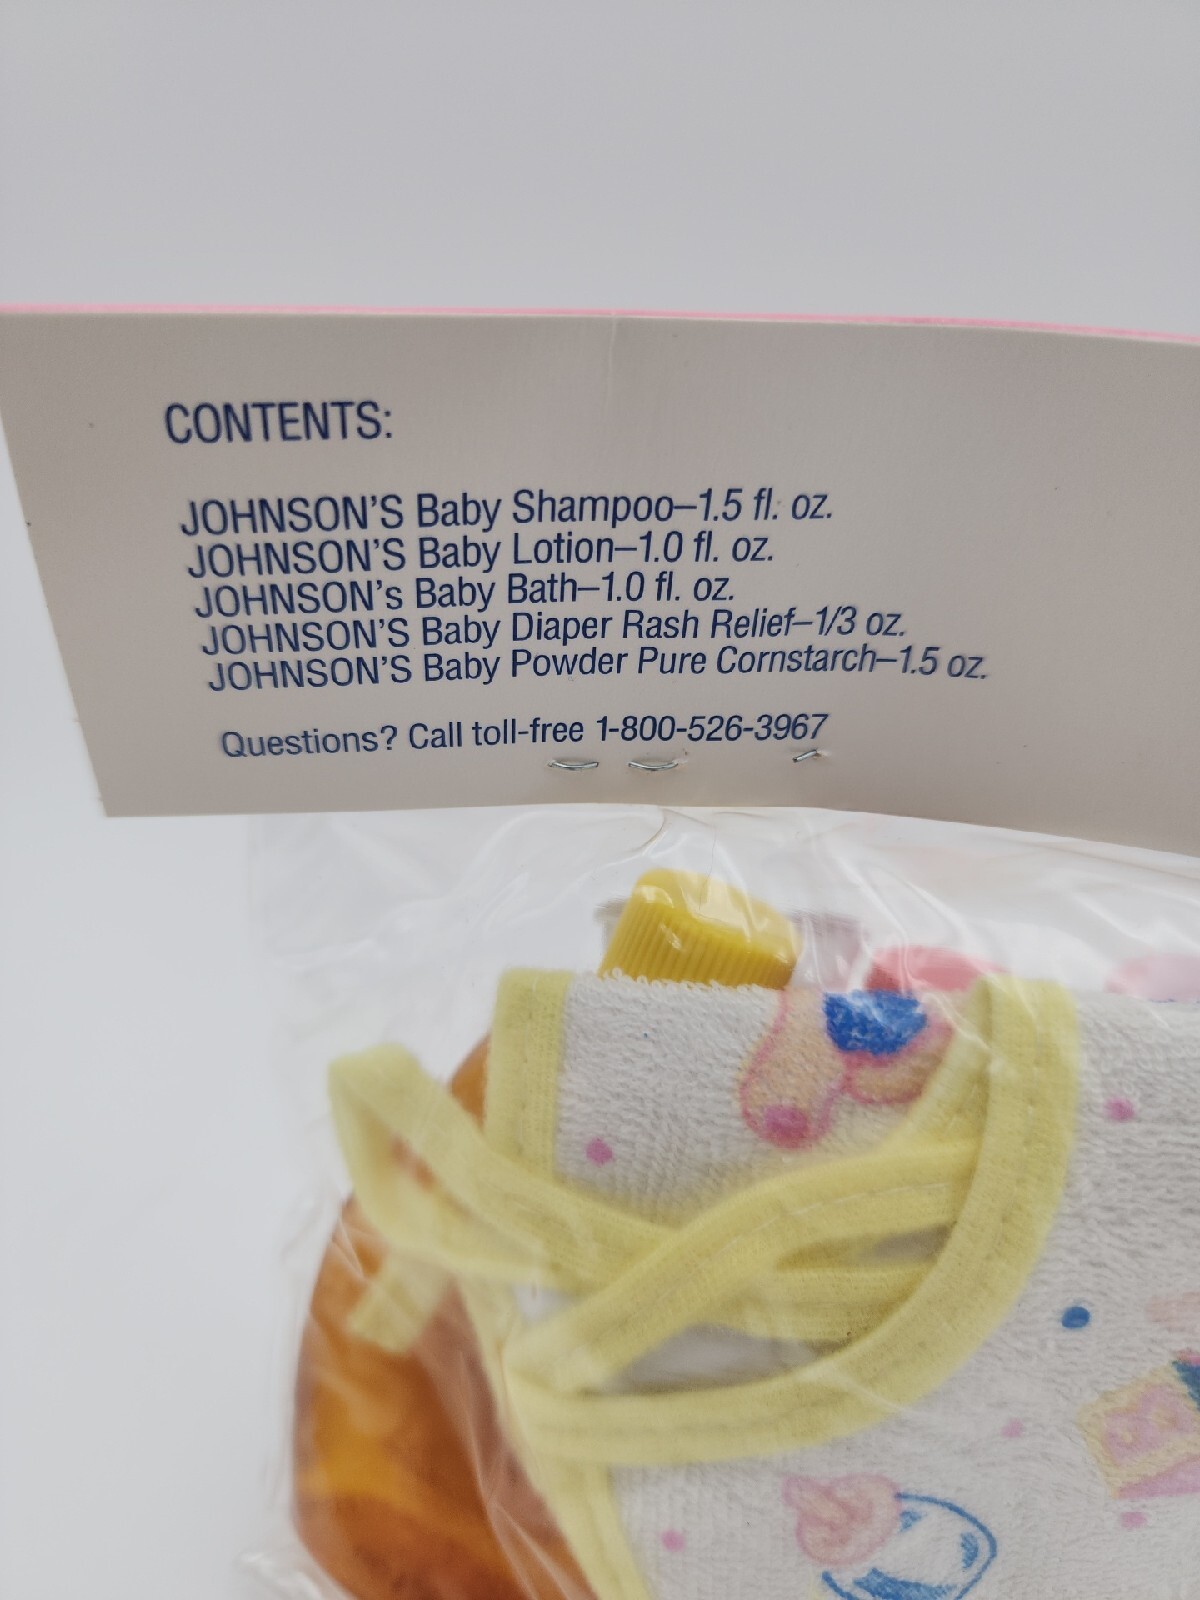 CONTENTS:
JOHNSON'S Baby Shampoo–1.5 fl. oz.
JOHNSON'S Baby Lotion–1.0 fl. oz.
JOHNSON's Baby Bath–1.0 fl. oz.
JOHNSON'S Baby Diaper Rash Relief–1/3 oz.
JOHNSON'S Baby Powder Pure Cornstarch–1.5 oz.
Questions? Call toll-free 1-800-526-3967